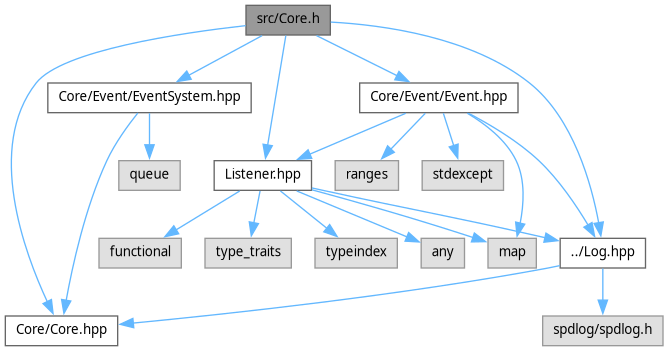 src/Core.h
Core/Event/EventSystem.hpp
Core/Event/Event.hpp
queue
Listener.hpp
ranges
stdexcept
functional
type_traits
typeindex
any
map
../Log.hpp
Core/Core.hpp
spdlog/spdlog.h